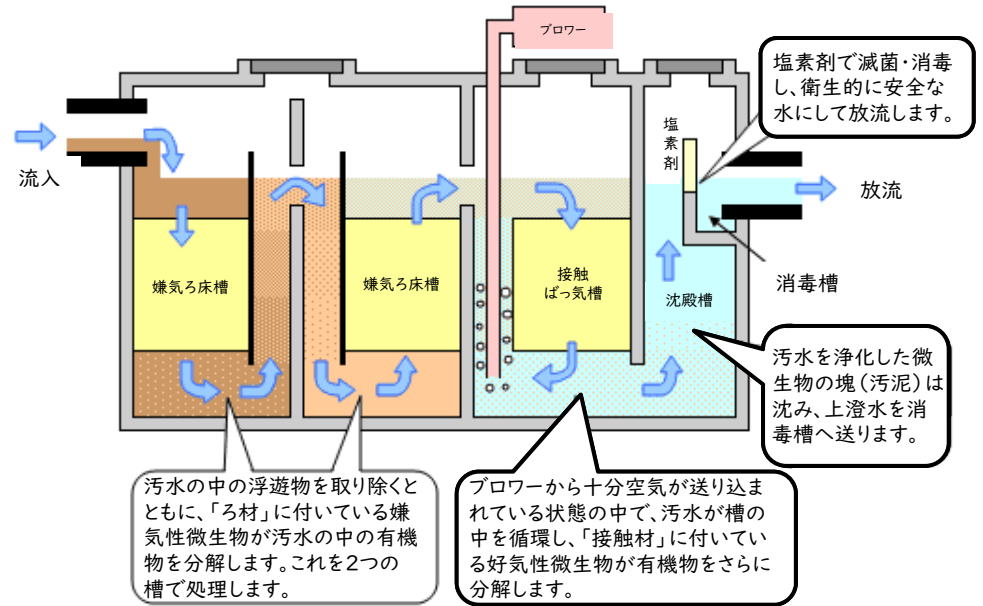 ブロワー
塩素剤で滅菌・消毒
し、衛生的に安全な
水にして放流します。
塩素剤
流入
放流
嫌気ろ床槽
嫌気ろ床槽
接触
ばっ気槽
沈殿槽
消毒槽
汚水を浄化した微
生物の塊（汚泥）は
沈み、上澄水を消
毒槽へ送ります。
汚水の中の浮遊物を取り除くと
ともに、「ろ材」に付いている嫌
気性微生物が汚水の中の有機
物を分解します。これを2つの
槽で処理します。
ブロワーから十分空気が送り込ま
れている状態の中で、汚水が槽の
中を循環し、「接触材」に付いてい
る好気性微生物が有機物をさらに
分解します。